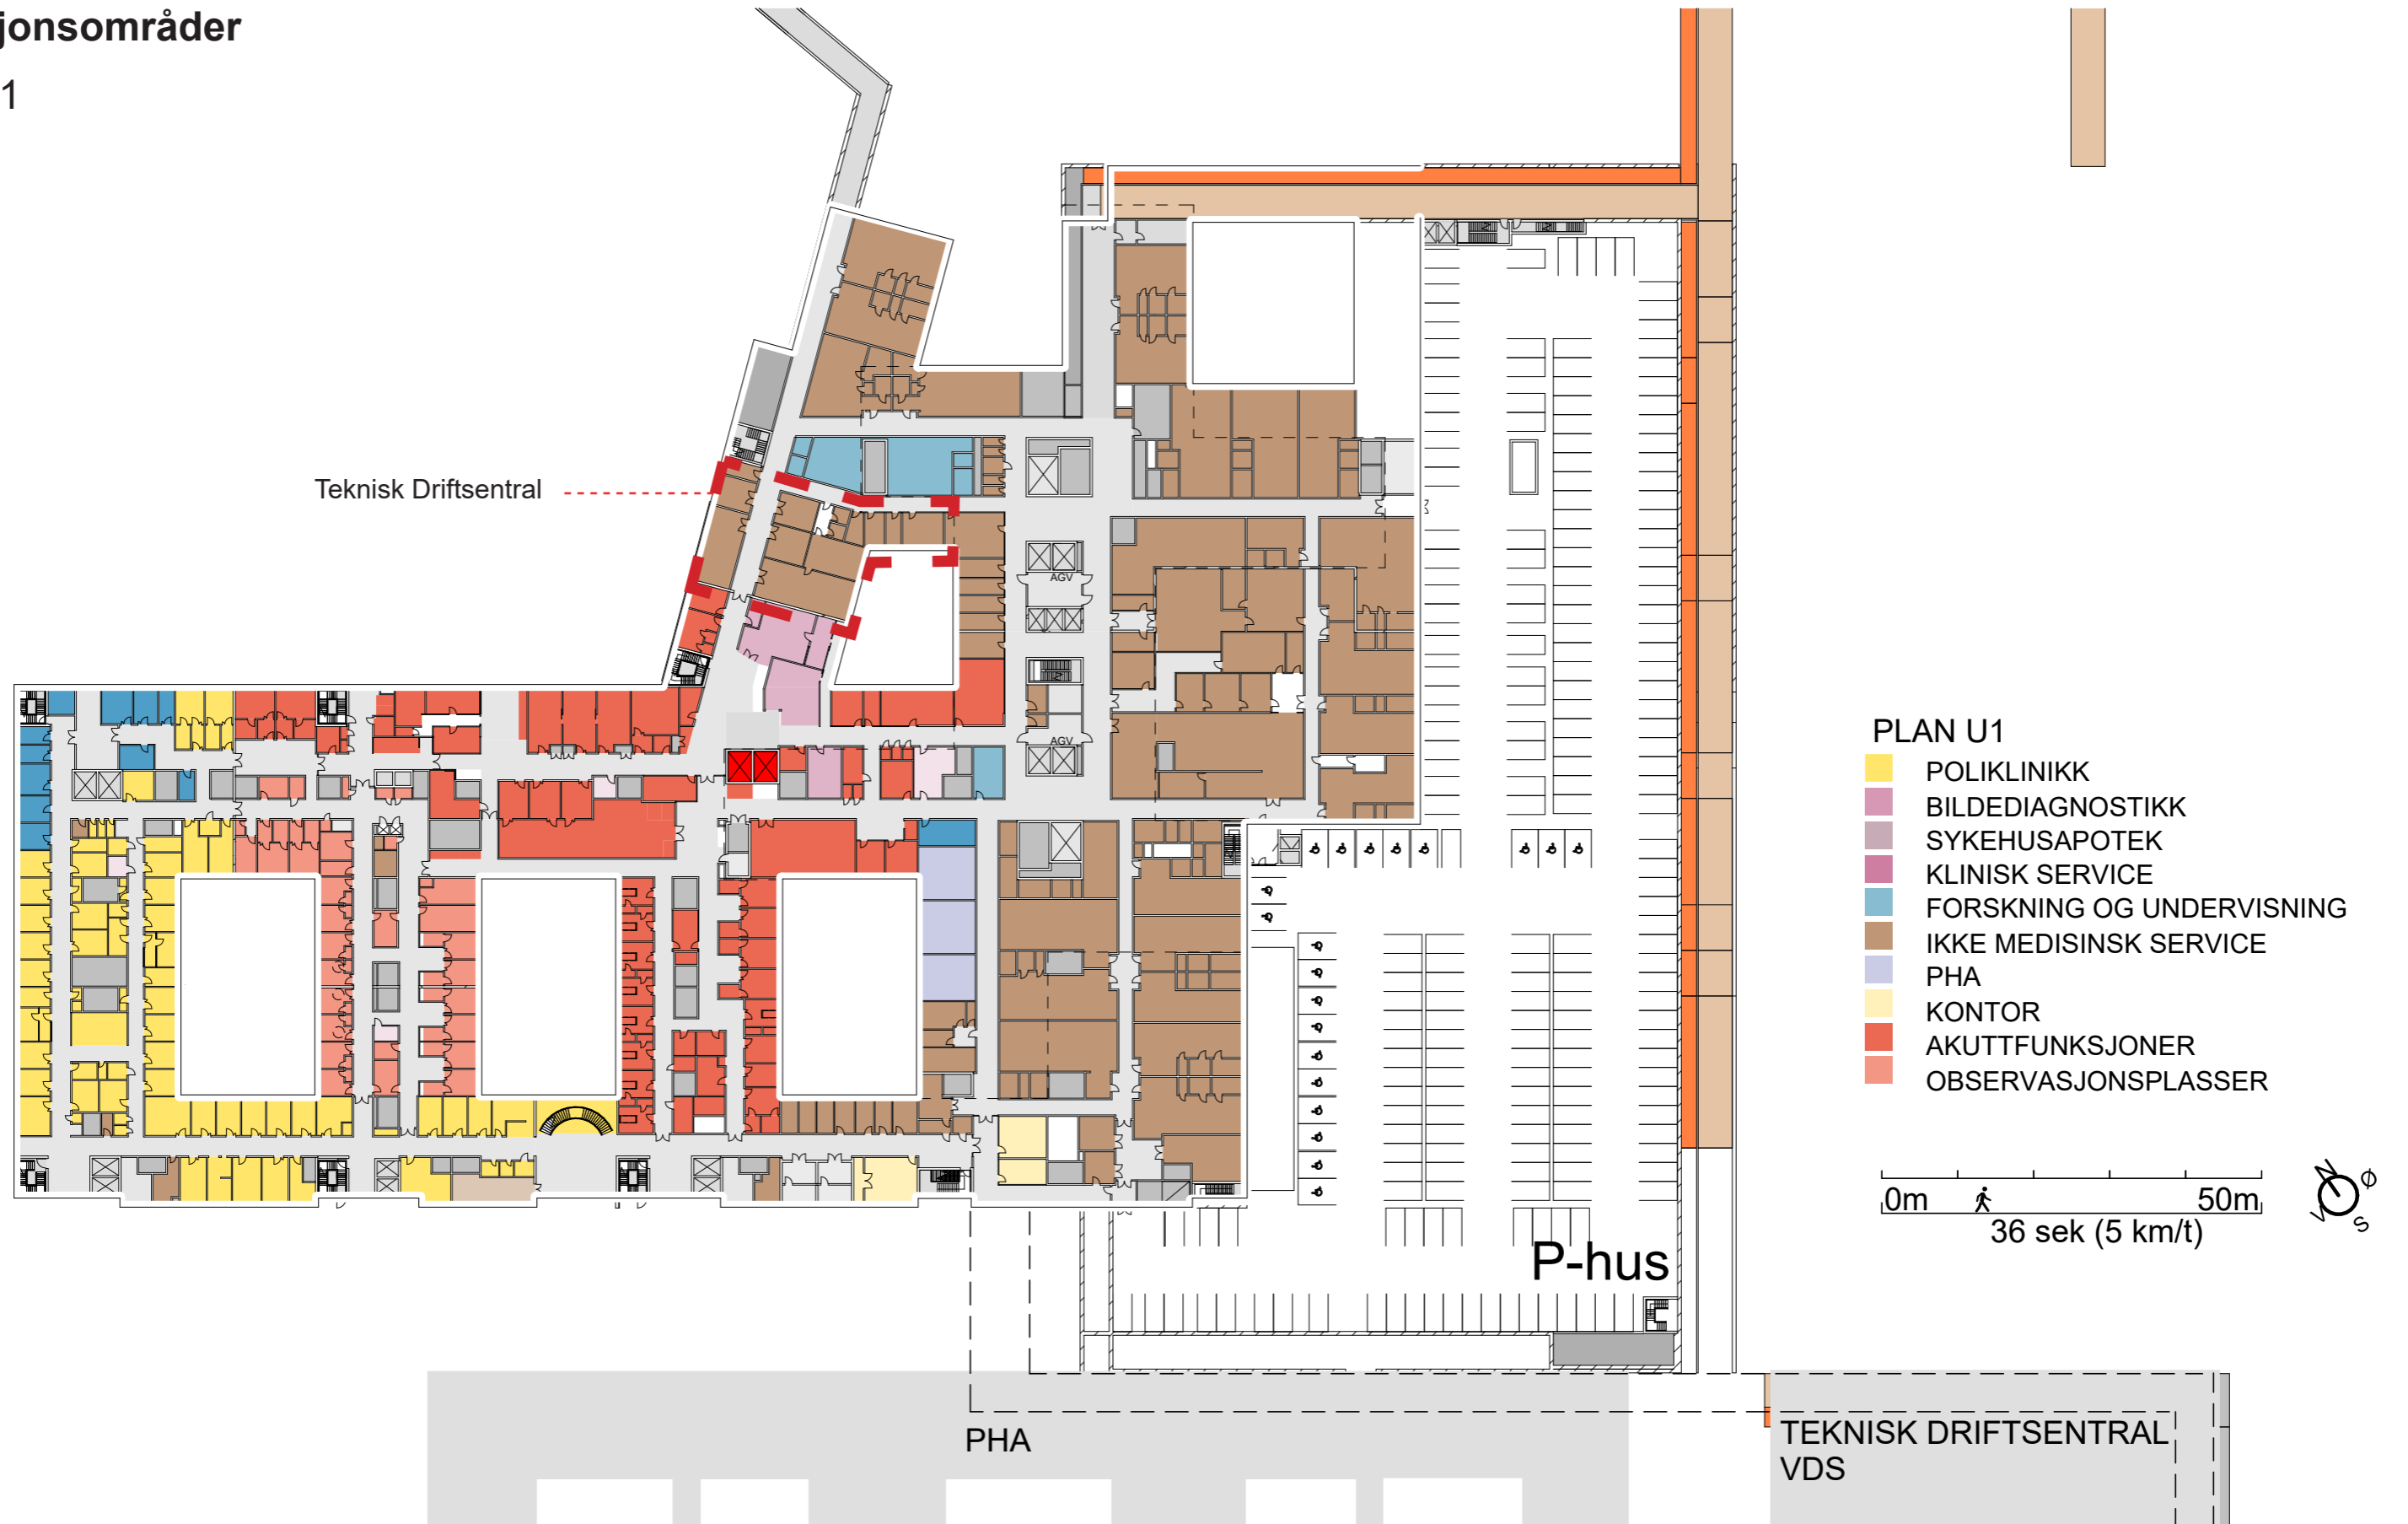 jonsområder
1
Teknisk Driftsentral
AGV
AGV
PLAN U1
POLIKLINIKK
BILDEDIAGNOSTIKK
SYKEHUSAPOTEK
KLINISK SERVICE
FORSKNING OG UNDERVISNING
IKKE MEDISINSK SERVICE
PHA
KONTOR
AKUTTFUNKSJONER
OBSERVASJONSPLASSER
0m 50m
36 sek (5 km/t)
N
Ø
V
S
P-hus
PHA
TEKNISK DRIFTSENTRAL
VDS